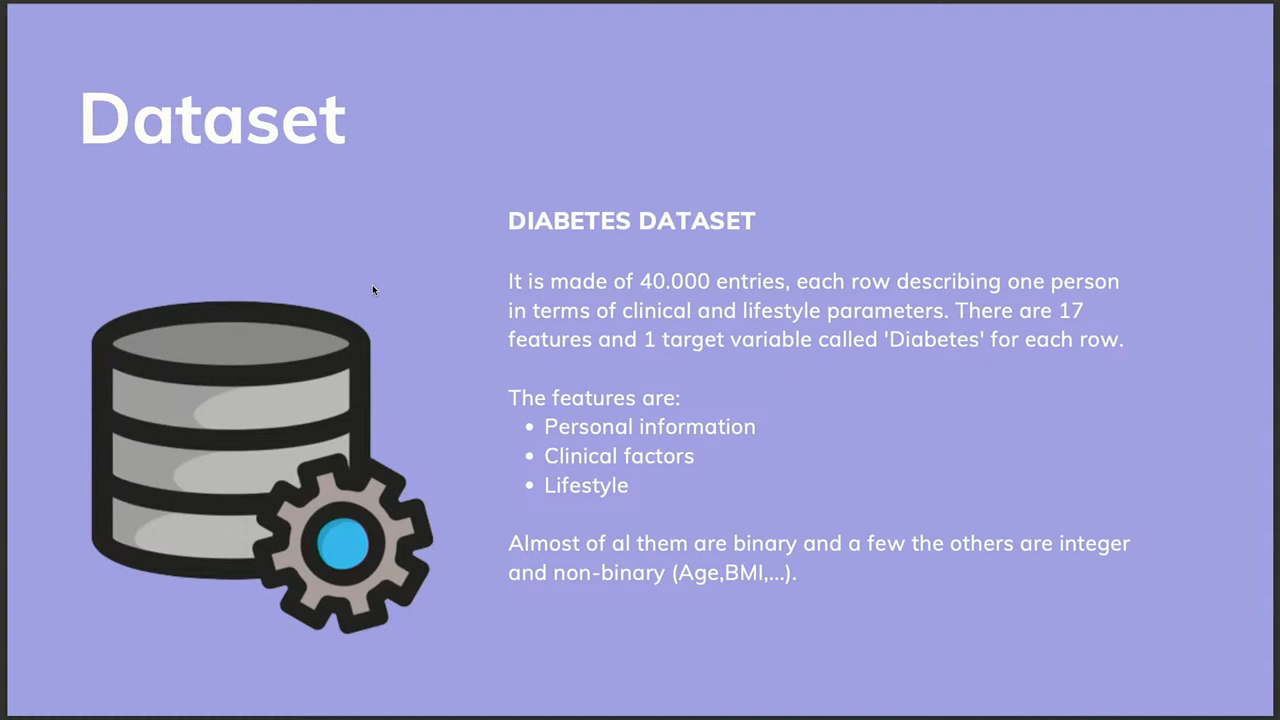 Dataset
DIABETES DATASET
It is made of 40.000 entries, each row describing one person
in terms of clinical and lifestyle parameters. There are 17
features and 1 target variable called 'Diabetes' for each row.
The features are:
• Personal information
• Clinical factors
• Lifestyle
Almost of al them are binary and a few the others are integer
and non-binary (Age,BMI,...).